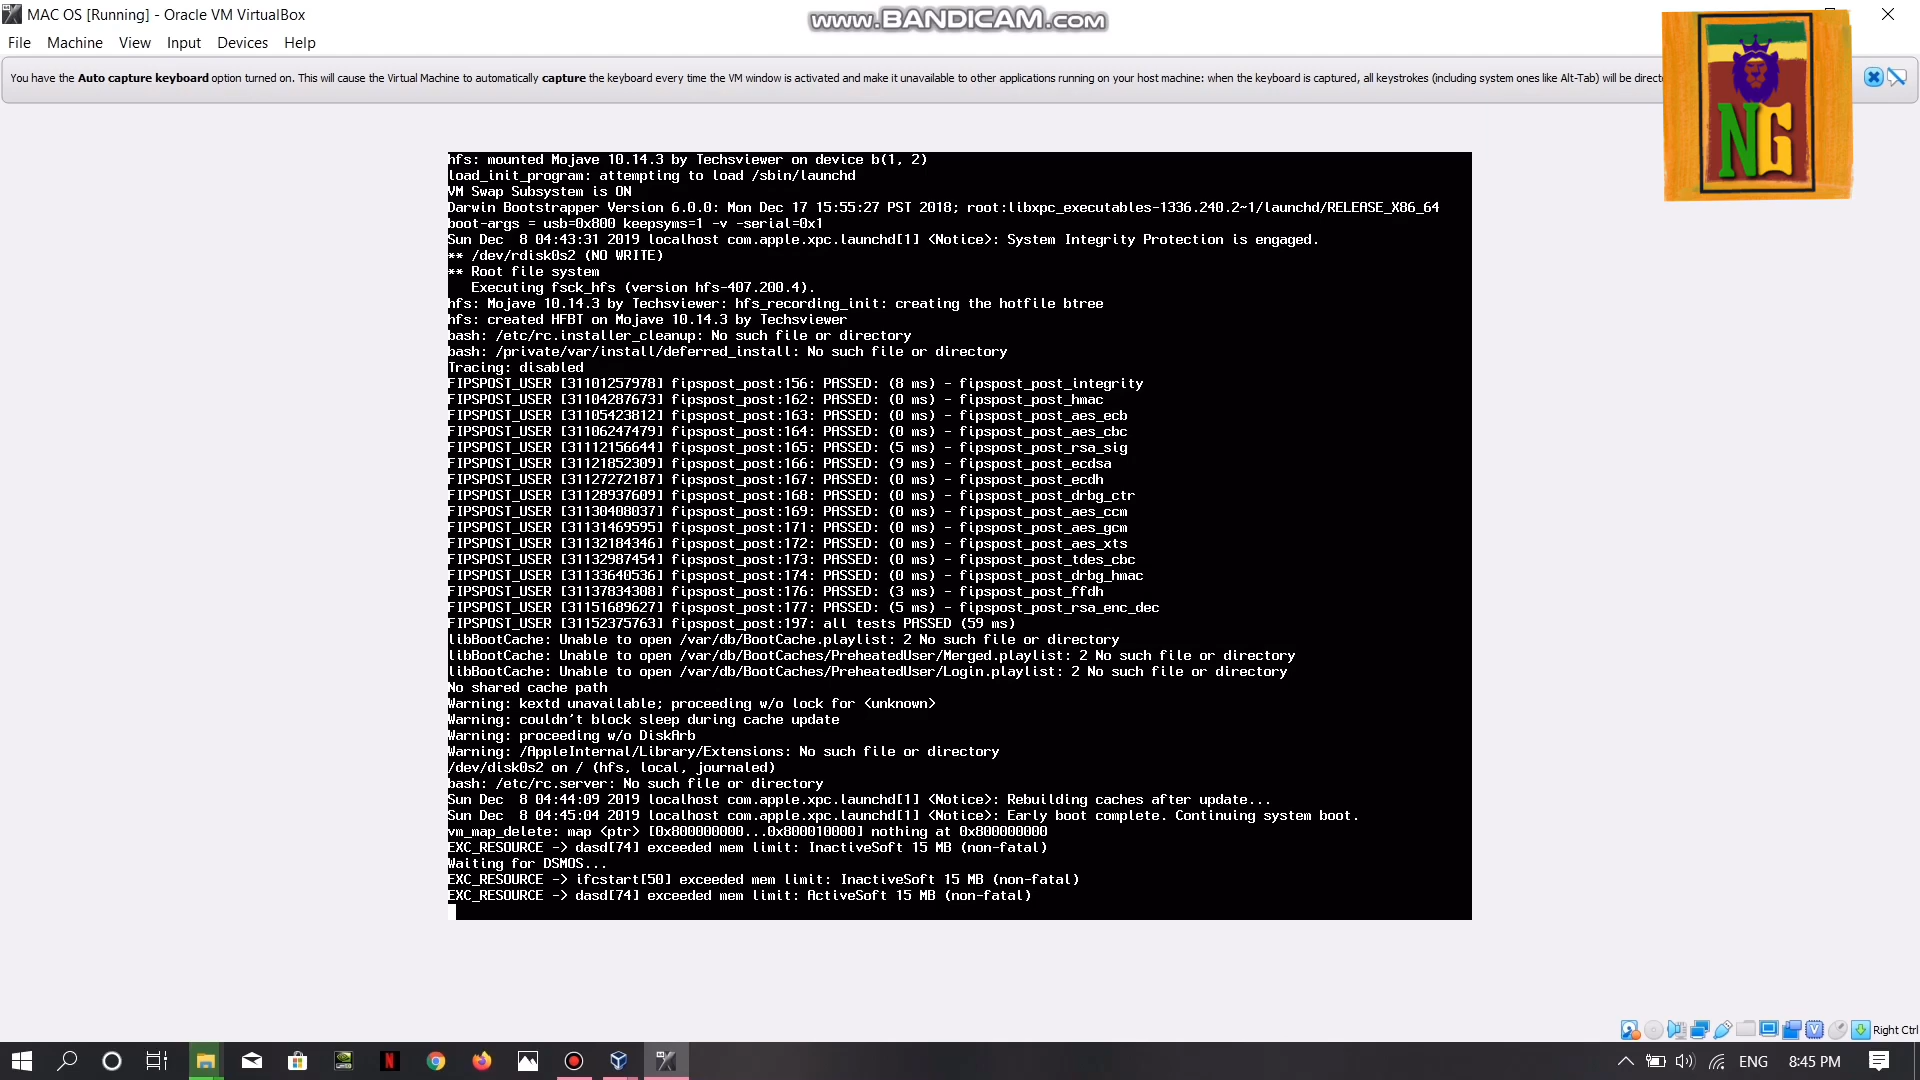 MAC OS [Running] - Oracle VM VirtualBox
www.BANDICAM.COM
File Machine View Input Devices Help
You have the Auto capture keyboard option turned on. This will cause the Virtual Machine to automatically capture the keyboard every time the VM window is activated and make it unavailable to other applications running on your host machine: when the keyboard is captured, all keystrokes (including system ones like Alt-Tab) will be
NG
hfs: mounted Mojave 10.14.3 by Techsviewer on device b(1, 2)
load_init_program: attempting to load /sbin/launchd
VM Swap Subsystem is ON
Darwin Bootstrapper Version 6.0.0: Mon Dec 17 15:55:27 PST 2018; root:libxpc_executables-1336.240.2~1/launchd/RELEASE_X86_64
boot-args = usb=0x800 keepsyms=1 -v -serial=0x1
Sun Dec  8 04:43:31 2019 localhost com.apple.xpc.launchd[1] <Notice>: System Integrity Protection is engaged.
** /dev/rdisk0s2 (NO WRITE)
** Root file system
   Executing fsck_hfs (version hfs-407.200.4).
hfs: Mojave 10.14.3 by Techsviewer: hfs_recording_init: creating the hotfile btree
hfs: created HFBT on Mojave 10.14.3 by Techsviewer
bash: /etc/rc.installer_cleanup: No such file or directory
bash: /private/var/install/deferred_install: No such file or directory
Tracing: disabled
FIPSPOST_USER [31101257978] fipspost_post:156: PASSED: (8 ms) - fipspost_post_integrity
FIPSPOST_USER [31104287673] fipspost_post:162: PASSED: (0 ms) - fipspost_post_hmac
FIPSPOST_USER [31105423812] fipspost_post:163: PASSED: (0 ms) - fipspost_post_aes_ecb
FIPSPOST_USER [31106247479] fipspost_post:164: PASSED: (0 ms) - fipspost_post_aes_cbc
FIPSPOST_USER [31112156644] fipspost_post:165: PASSED: (5 ms) - fipspost_post_rsa_sig
FIPSPOST_USER [31121852309] fipspost_post:166: PASSED: (9 ms) - fipspost_post_ecdsa
FIPSPOST_USER [31127272187] fipspost_post:167: PASSED: (0 ms) - fipspost_post_ecdh
FIPSPOST_USER [31128937609] fipspost_post:168: PASSED: (0 ms) - fipspost_post_drbg_ctr
FIPSPOST_USER [31130408037] fipspost_post:169: PASSED: (0 ms) - fipspost_post_aes_ccm
FIPSPOST_USER [31131469595] fipspost_post:171: PASSED: (0 ms) - fipspost_post_aes_gcm
FIPSPOST_USER [31132184346] fipspost_post:172: PASSED: (0 ms) - fipspost_post_aes_xts
FIPSPOST_USER [31132987454] fipspost_post:173: PASSED: (0 ms) - fipspost_post_tdes_cbc
FIPSPOST_USER [31133640536] fipspost_post:174: PASSED: (0 ms) - fipspost_post_drbg_hmac
FIPSPOST_USER [31137834308] fipspost_post:176: PASSED: (3 ms) - fipspost_post_ffdh
FIPSPOST_USER [31151689627] fipspost_post:177: PASSED: (5 ms) - fipspost_post_rsa_enc_dec
FIPSPOST_USER [31152375763] fipspost_post:197: all tests PASSED (59 ms)
libBootCache: Unable to open /var/db/BootCache.playlist: 2 No such file or directory
libBootCache: Unable to open /var/db/BootCaches/PreheatedUser/Merged.playlist: 2 No such file or directory
libBootCache: Unable to open /var/db/BootCaches/PreheatedUser/Login.playlist: 2 No such file or directory
No shared cache path
Warning: kextd unavailable; proceeding w/o lock for <unknown>
Warning: couldn't block sleep during cache update
Warning: proceeding w/o DiskArb
Warning: /AppleInternal/Library/Extensions: No such file or directory
/dev/disk0s2 on / (hfs, local, journaled)
bash: /etc/rc.server: No such file or directory
Sun Dec  8 04:44:09 2019 localhost com.apple.xpc.launchd[1] <Notice>: Rebuilding caches after update...
Sun Dec  8 04:45:04 2019 localhost com.apple.xpc.launchd[1] <Notice>: Early boot complete. Continuing system boot.
vm_map_delete: map <ptr> [0x800000000...0x800010000] nothing at 0x800000000
EXC_RESOURCE -> dasd[74] exceeded mem limit: InactiveSoft 15 MB (non-fatal)
Waiting for DSMOS...
EXC_RESOURCE -> ifcstart[50] exceeded mem limit: InactiveSoft 15 MB (non-fatal)
EXC_RESOURCE -> dasd[74] exceeded mem limit: ActiveSoft 15 MB (non-fatal)
Right Ctrl
ENG 8:45 PM